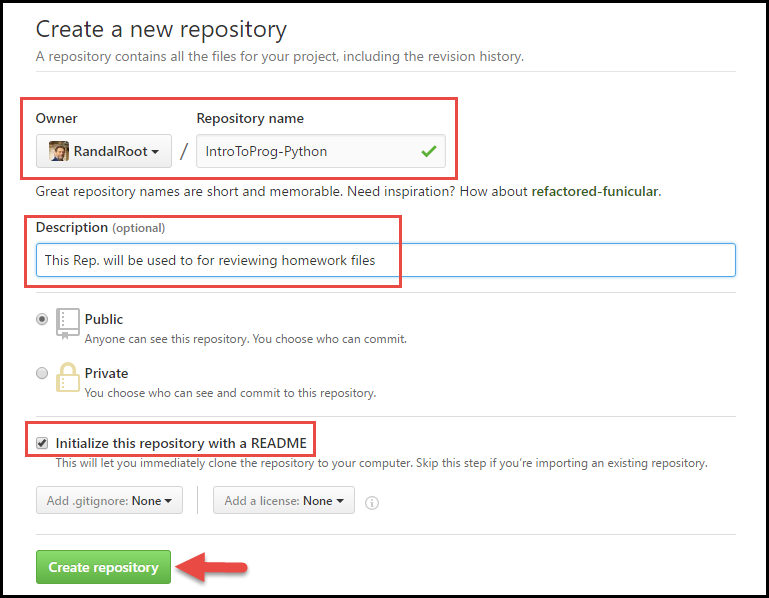 Create a new repository
A repository contains all the files for your project, including the revision history.
Owner Repository name
RandalRoot / IntroToProg-Python
Great repository names are short and memorable. Need inspiration? How about refactored-funicular.
Description (optional)
This Rep. will be used to for reviewing homework files
Public
Anyone can see this repository. You choose who can commit.
Private
You choose who can see and commit to this repository.
Initialize this repository with a README
This will let you immediately clone the repository to your computer. Skip this step if you're importing an existing repository.
Add .gitignore: None Add a license: None
Create repository